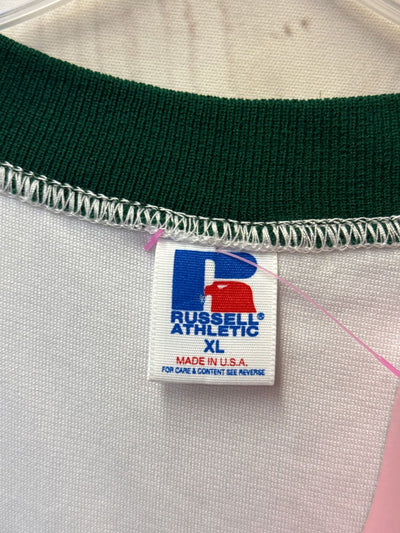 R
RUSSELL®
ATHLETIC
XL
MADE IN U.S.A.
FOR CARE & CONTENT SEE REVERSE